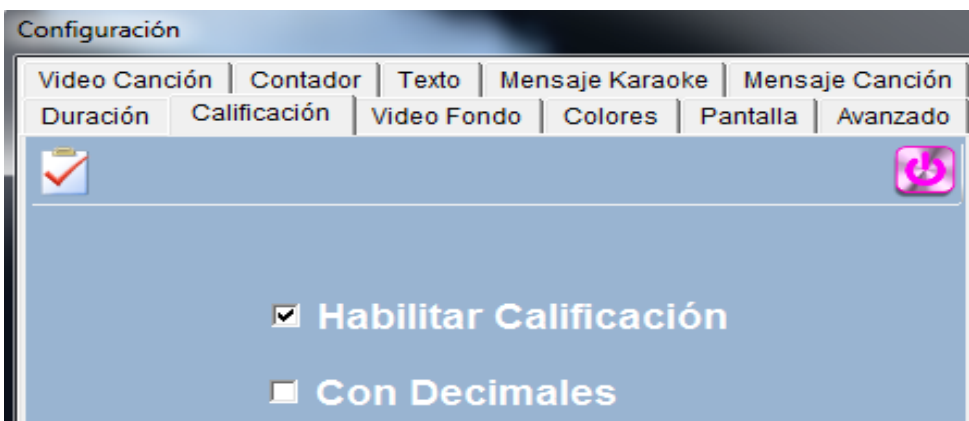 Configuración
Video Canción Contador Texto Mensaje Karaoke Mensaje Canción
Duración Calificación Video Fondo Colores Pantalla Avanzado
Habilitar Calificación
Con Decimales